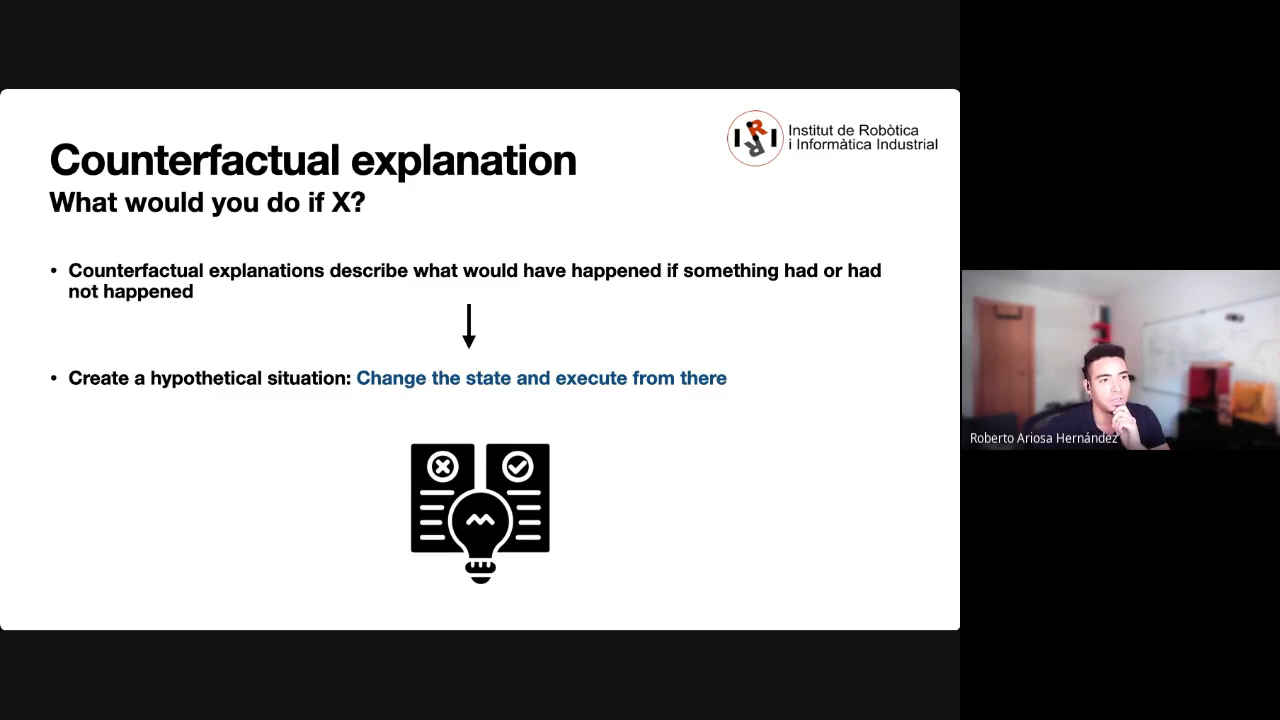 Counterfactual explanation
What would you do if X?
IRI
Institut de Robòtica
i Informàtica Industrial
• Counterfactual explanations describe what would have happened if something had or had
not happened
• Create a hypothetical situation: Change the state and execute from there
Roberto Ariosa Hernández